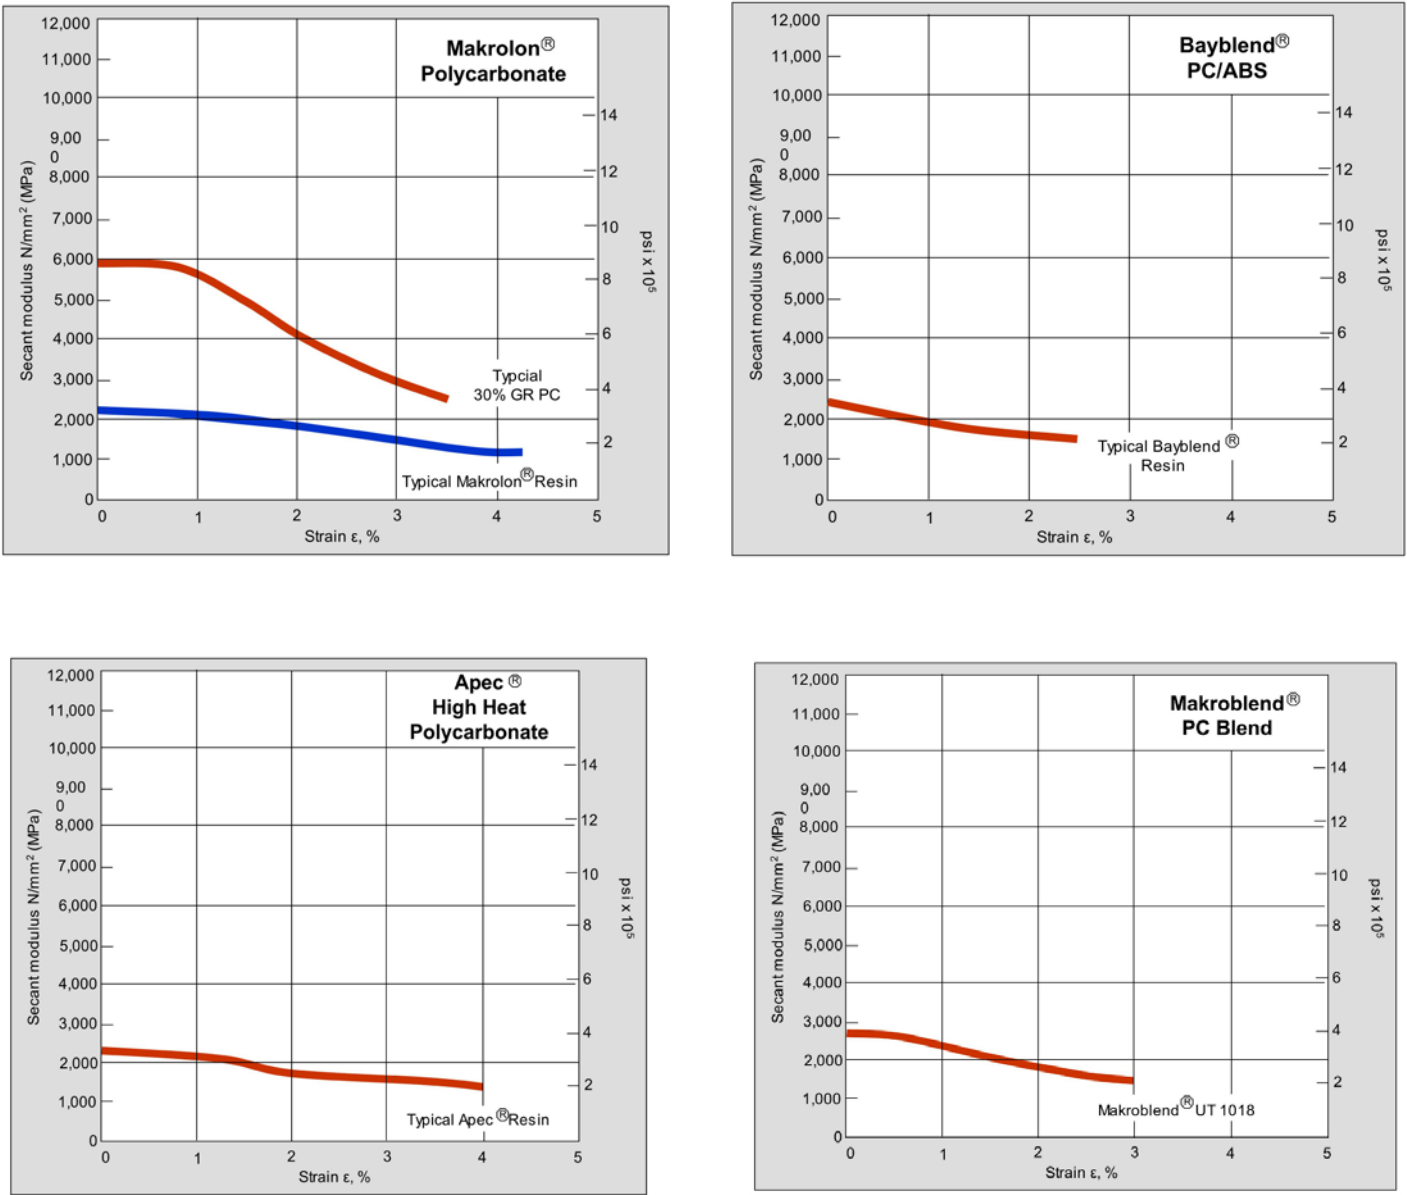 Makrolon®
Polycarbonate
12,000
11,000
10,000
9,00
0
8,000
7,000
6,000
5,000
4,000
3,000
2,000
1,000
0
Secant modulus N/mm² (MPa)
14
12
10
8
6
4
2
psi x 10⁵
Typcial
30% GR PC
Typical Makrolon® Resin
0 1 2 3 4 5
Strain ε, %
Bayblend®
PC/ABS
12,000
11,000
10,000
9,00
0
8,000
7,000
6,000
5,000
4,000
3,000
2,000
1,000
0
Secant modulus N/mm² (MPa)
14
12
10
8
6
4
2
psi x 10⁵
Typical Bayblend ®
Resin
0 1 2 3 4 5
Strain ε, %
Apec ®
High Heat
Polycarbonate
12,000
11,000
10,000
9,00
0
8,000
7,000
6,000
5,000
4,000
3,000
2,000
1,000
0
Secant modulus N/mm² (MPa)
14
12
10
8
6
4
2
psi x 10⁵
Typical Apec ® Resin
0 1 2 3 4 5
Strain ε, %
Makroblend®
PC Blend
12,000
11,000
10,000
9,00
0
8,000
7,000
6,000
5,000
4,000
3,000
2,000
1,000
0
Secant modulus N/mm² (MPa)
14
12
10
8
6
4
2
psi x 10⁵
Makroblend® UT 1018
0 1 2 3 4 5
Strain ε, %